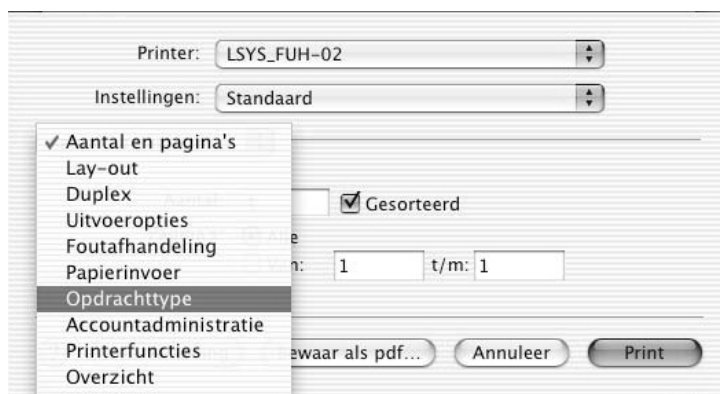 Printer: LSYS_FUH-02
Instellingen: Standaard
✓ Aantal en pagina's
Lay-out
Duplex
Uitvoeropties
Foutafhandeling
Papierinvoer
Opdrachttype
Accountadministratie
Printerfuncties
Overzicht
Gesorteerd
1 t/m: 1
als pdf... Annuleer Print